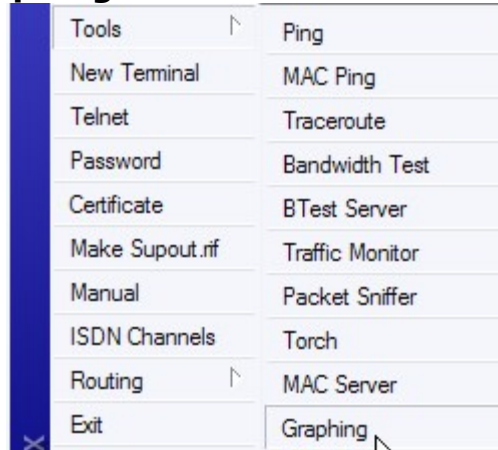 Tools
New Terminal
Telnet
Password
Certificate
Make Supout.rif
Manual
ISDN Channels
Routing
Exit
Ping
MAC Ping
Traceroute
Bandwidth Test
BTest Server
Traffic Monitor
Packet Sniffer
Torch
MAC Server
Graphing